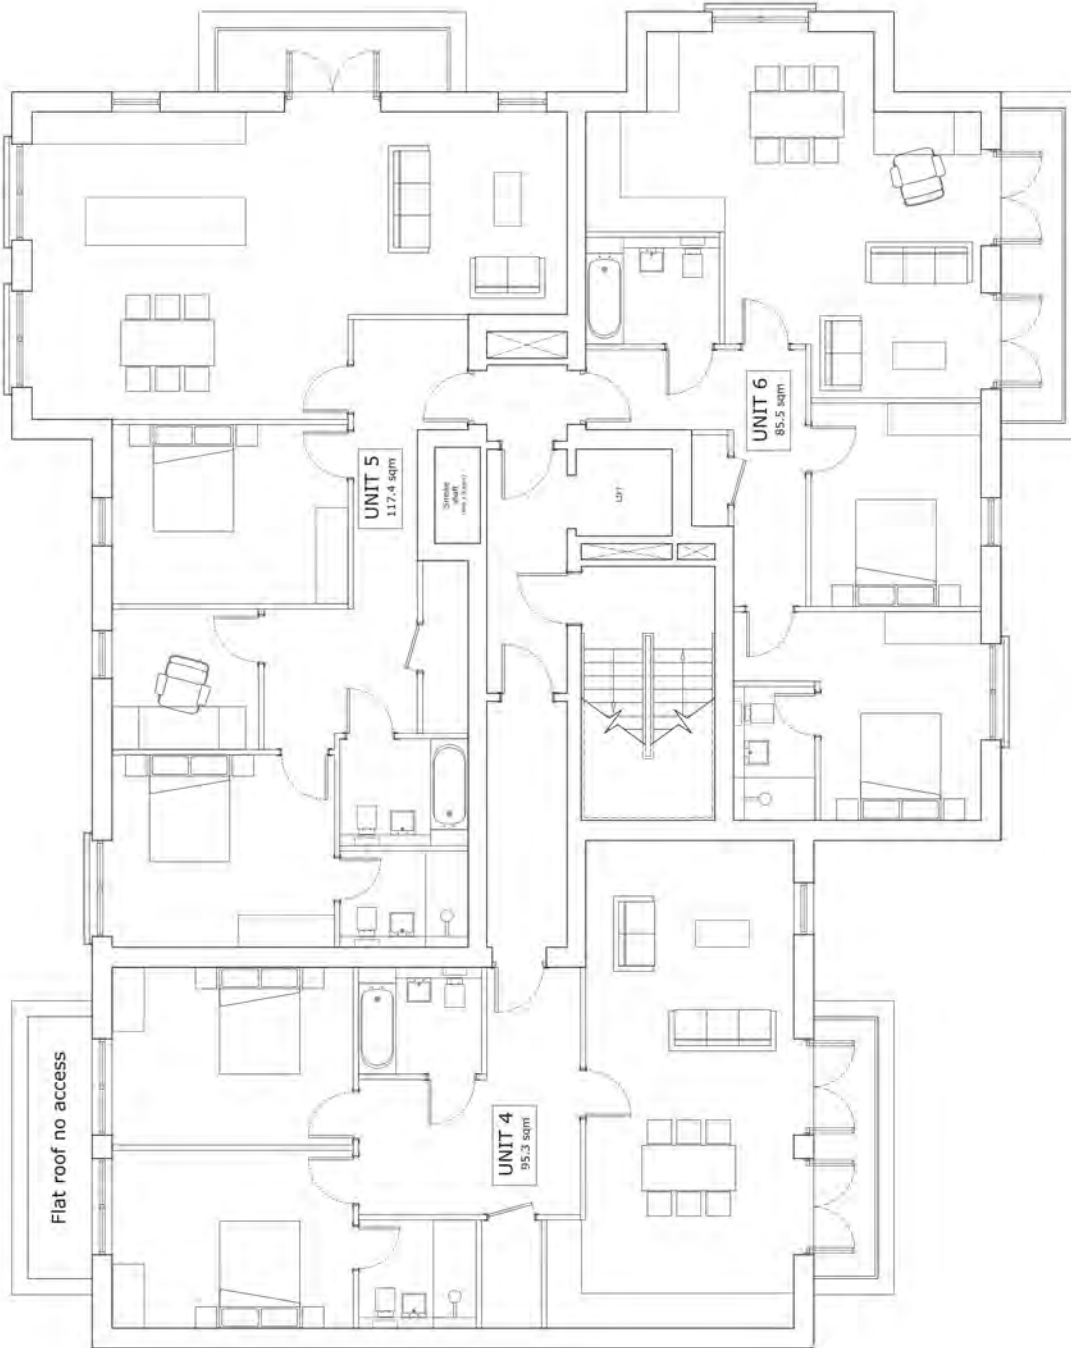 UNIT 6
85.5 sqm
UNIT 5
117.4 sqm
Smoke
shaft
LIFT
Flat roof no access
UNIT 4
95.3 sqm